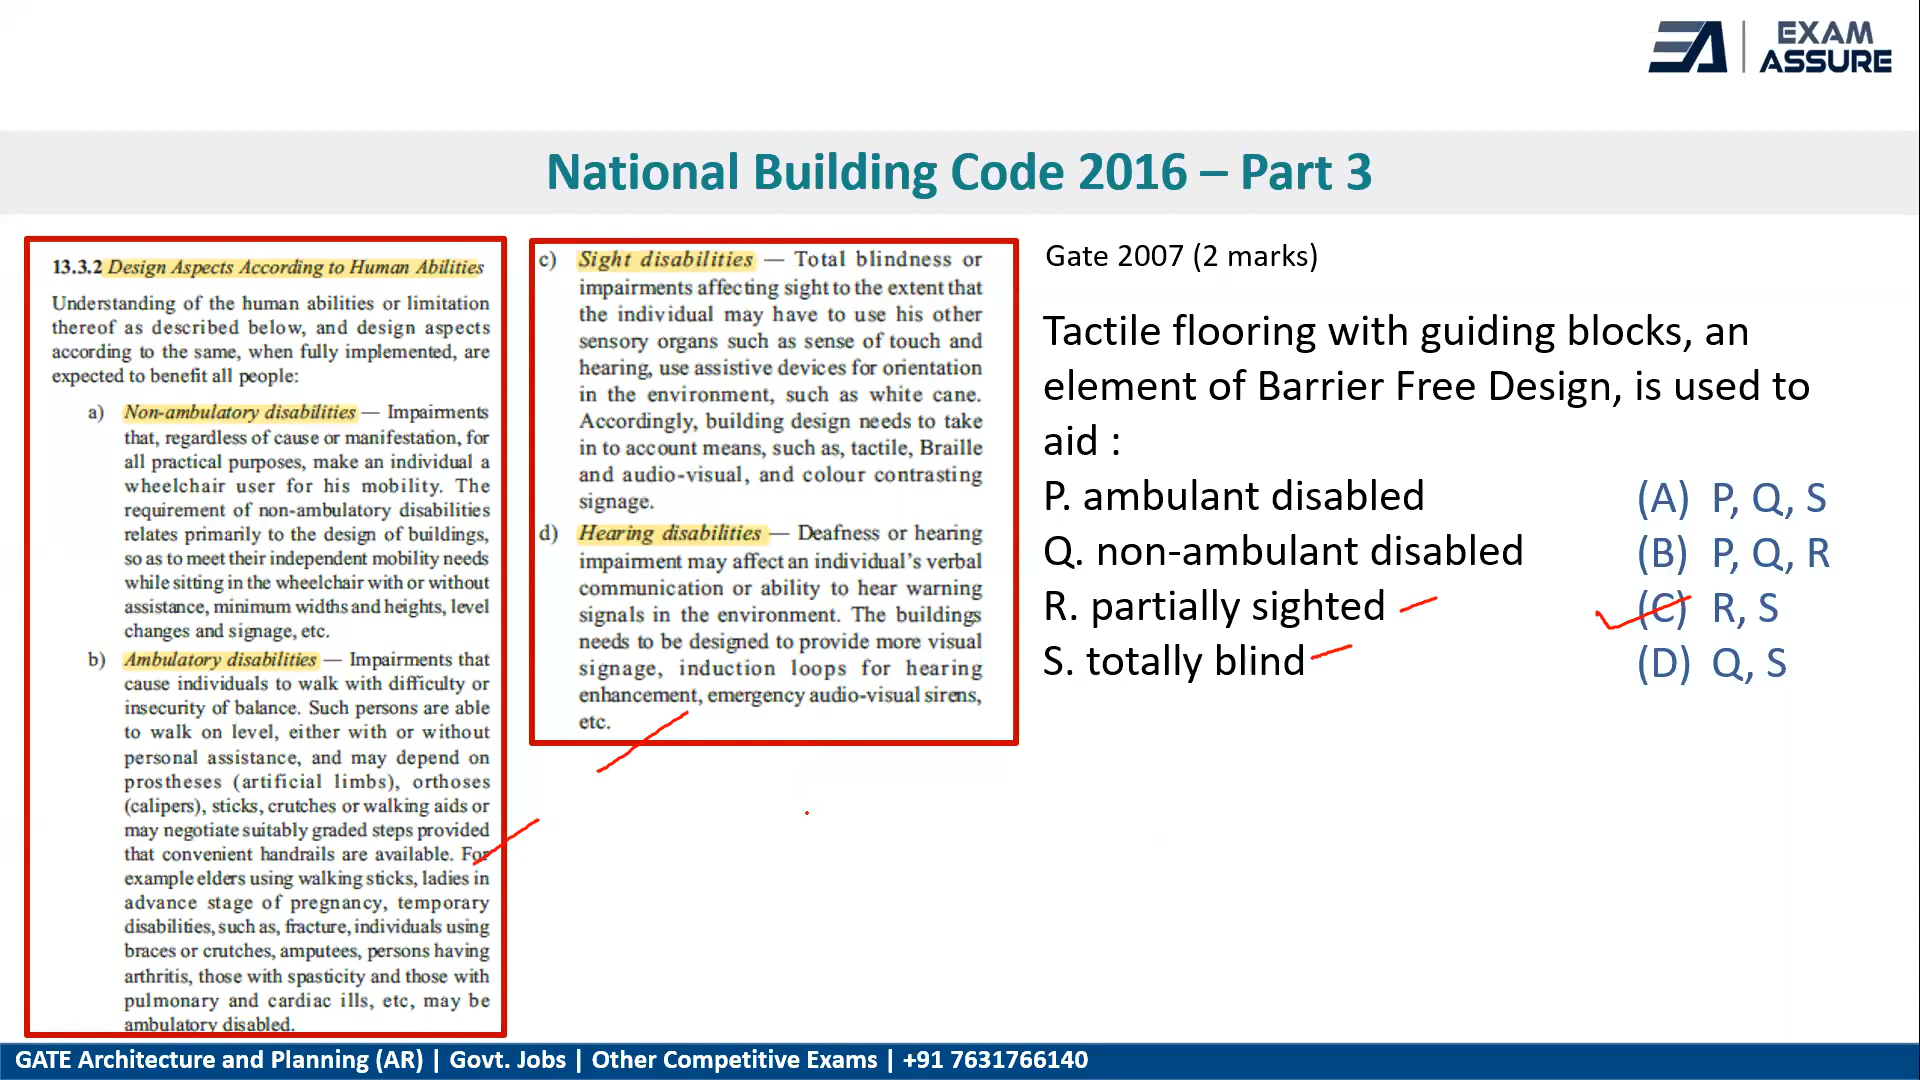 EXAM
ASSURE
National Building Code 2016 – Part 3
13.3.2 Design Aspects According to Human Abilities
Understanding of the human abilities or limitation
thereof as described below, and design aspects
according to the same, when fully implemented, are
expected to benefit all people:
a) Non-ambulatory disabilities — Impairments
that, regardless of cause or manifestation, for
all practical purposes, make an individual a
wheelchair user for his mobility. The
requirement of non-ambulatory disabilities
relates primarily to the design of buildings,
so as to meet their independent mobility needs
while sitting in the wheelchair with or without
assistance, minimum widths and heights, level
changes and signage, etc.
b) Ambulatory disabilities — Impairments that
cause individuals to walk with difficulty or
insecurity of balance. Such persons are able
to walk on level, either with or without
personal assistance, and may depend on
prostheses (artificial limbs), orthoses
(calipers), sticks, crutches or walking aids or
may negotiate suitably graded steps provided
that convenient handrails are available. For
example elders using walking sticks, ladies in
advance stage of pregnancy, temporary
disabilities, such as, fracture, individuals using
braces or crutches, amputees, persons having
arthritis, those with spasticity and those with
pulmonary and cardiac ills, etc, may be
ambulatory disabled.
c) Sight disabilities — Total blindness or
impairments affecting sight to the extent that
the individual may have to use his other
sensory organs such as sense of touch and
hearing, use assistive devices for orientation
in the environment, such as white cane.
Accordingly, building design needs to take
in to account means, such as, tactile, Braille
and audio-visual, and colour contrasting
signage.
d) Hearing disabilities — Deafness or hearing
impairment may affect an individual's verbal
communication or ability to hear warning
signals in the environment. The buildings
needs to be designed to provide more visual
signage, induction loops for hearing
enhancement, emergency audio-visual sirens,
etc.
Gate 2007 (2 marks)
Tactile flooring with guiding blocks, an
element of Barrier Free Design, is used to
aid :
P. ambulant disabled
Q. non-ambulant disabled
R. partially sighted
S. totally blind
(A) P, Q, S
(B) P, Q, R
(C) R, S
(D) Q, S
GATE Architecture and Planning (AR) | Govt. Jobs | Other Competitive Exams | +91 7631766140